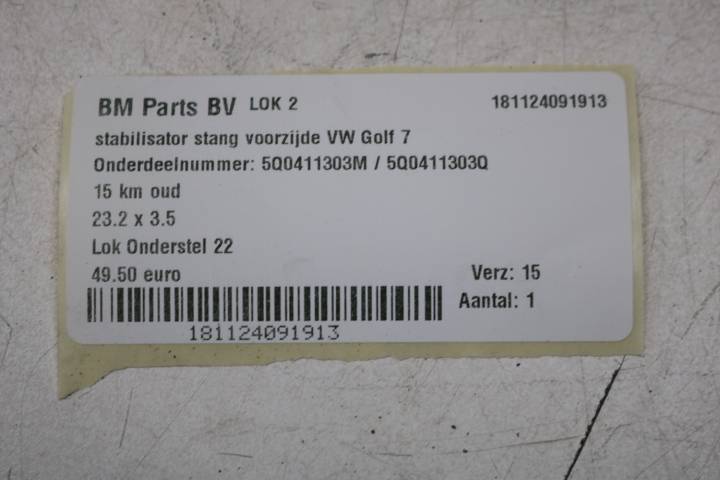 BM Parts BV LOK 2 181124091913
stabilisator stang voorzijde VW Golf 7
Onderdeelnummer: 5Q0411303M / 5Q0411303Q
15 km oud
23.2 x 3.5
Lok Onderstel 22
49.50 euro Verz: 15
Aantal: 1
181124091913